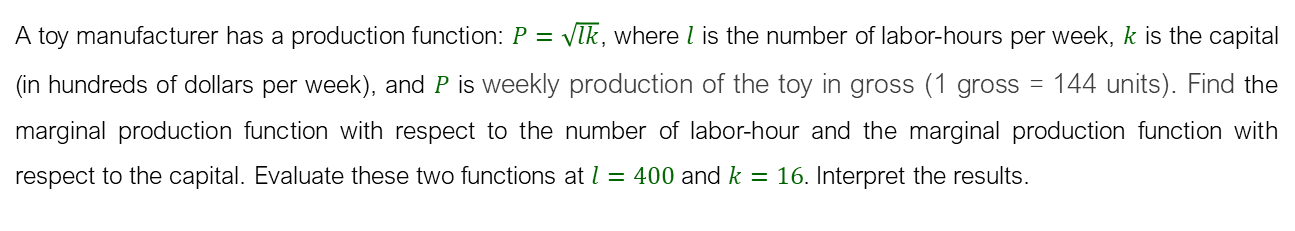 A toy manufacturer has a production function: P = √lk, where l is the number of labor-hours per week, k is the capital
(in hundreds of dollars per week), and P is weekly production of the toy in gross (1 gross = 144 units). Find the
marginal production function with respect to the number of labor-hour and the marginal production function with
respect to the capital. Evaluate these two functions at l = 400 and k = 16. Interpret the results.